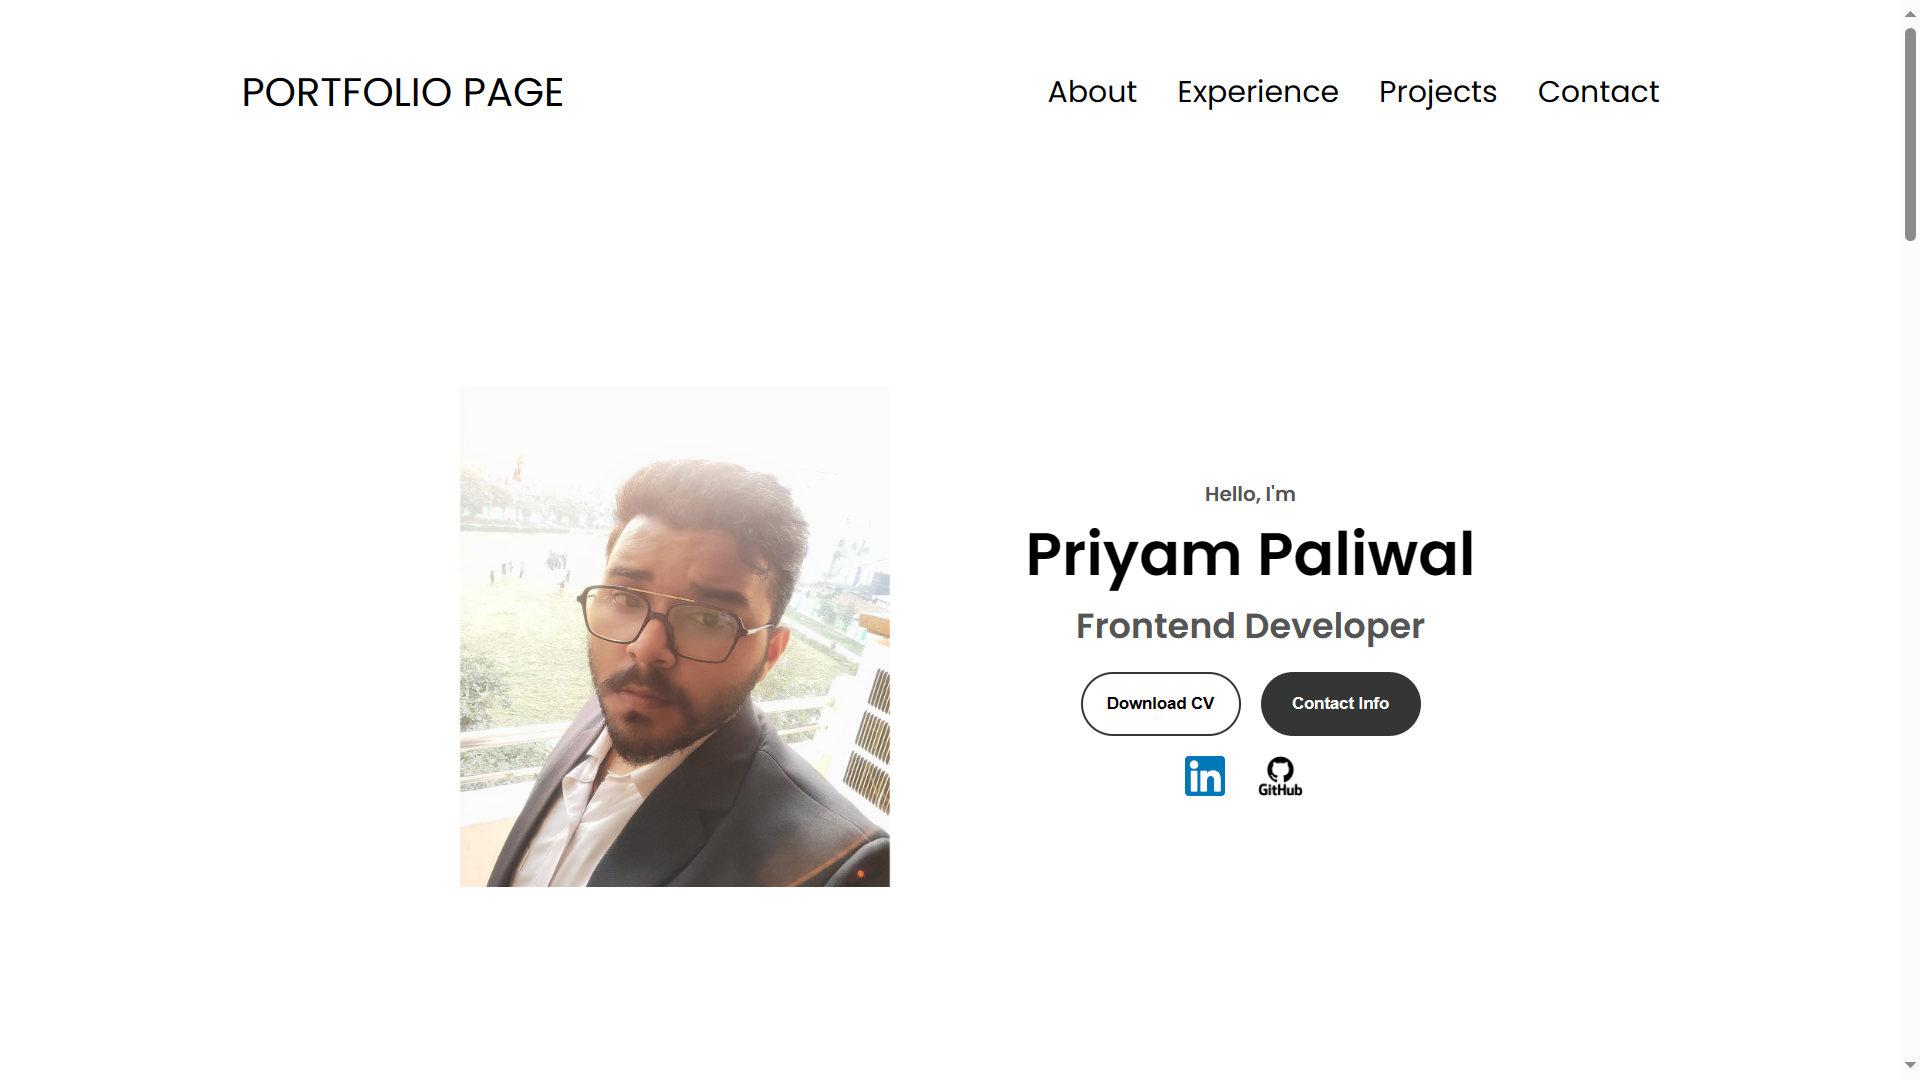 PORTFOLIO PAGE
About Experience Projects Contact
Hello, I'm
Priyam Paliwal
Frontend Developer
Download CV Contact Info
in GitHub